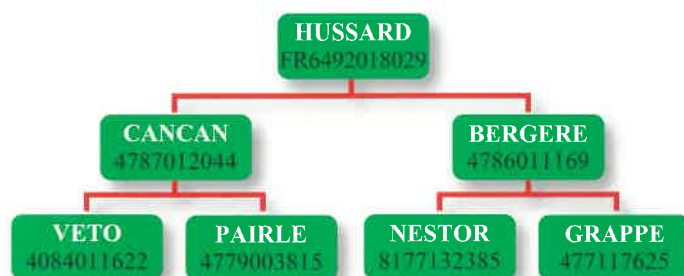 HUSSARD
FR6492018029
CANCAN
4787012044
BERGERE
4786011169
VETO
4084011622
PAIRLE
4779003815
NESTOR
8177132385
GRAPPE
477117625